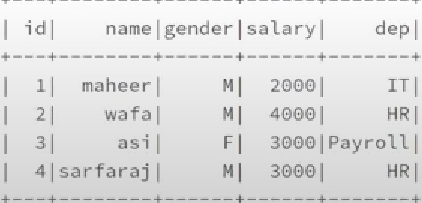 +---+--------+------+------+-------+
| id|    name|gender|salary|    dep|
+---+--------+------+------+-------+
|  1|  maheer|     M|  2000|     IT|
|  2|    wafa|     M|  4000|     HR|
|  3|     asi|     F|  3000|Payroll|
|  4|sarfaraj|     M|  3000|     HR|
+---+--------+------+------+-------+